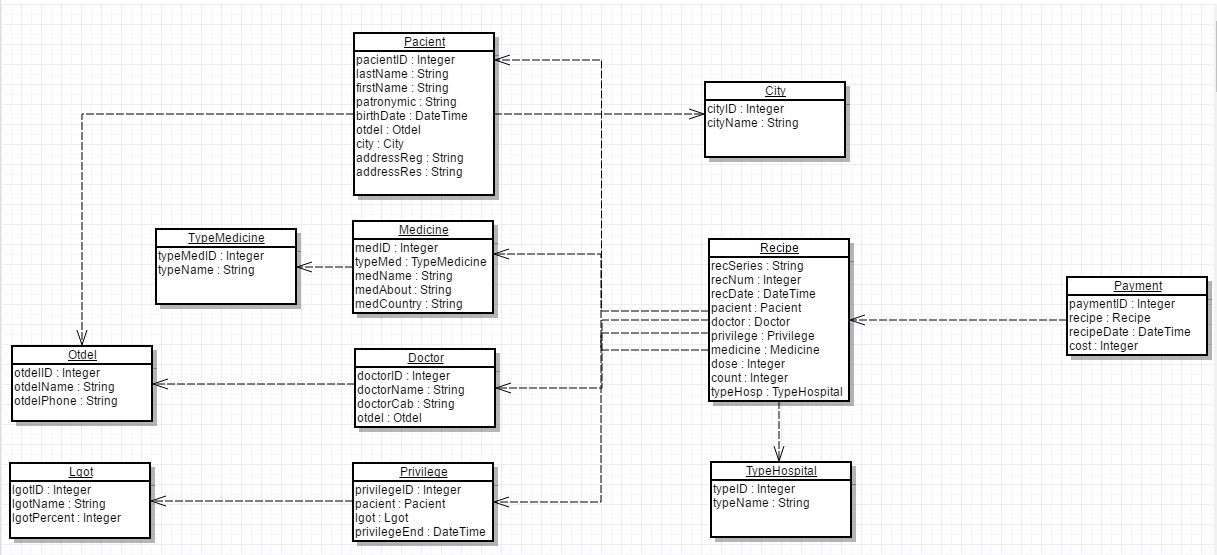 Pacient
pacientID : Integer
lastName : String
firstName : String
patronymic : String
birthDate : DateTime
otdel : Otdel
city : City
addressReg : String
addressRes : String
City
cityID : Integer
cityName : String
TypeMedicine
typeMedID : Integer
typeName : String
Medicine
medID : Integer
typeMed : TypeMedicine
medName : String
medAbout : String
medCountry : String
Recipe
recSeries : String
recNum : Integer
recDate : DateTime
pacient : Pacient
doctor : Doctor
privilege : Privilege
medicine : Medicine
dose : Integer
count : Integer
typeHosp : TypeHospital
Payment
paymentID : Integer
recipe : Recipe
recipeDate : DateTime
cost : Integer
Otdel
otdelID : Integer
otdelName : String
otdelPhone : String
Doctor
doctorID : Integer
doctorName : String
doctorCab : String
otdel : Otdel
Lgot
lgotID : Integer
lgotName : String
lgotPercent : Integer
Privilege
privilegeID : Integer
pacient : Pacient
lgot : Lgot
privilegeEnd : DateTime
TypeHospital
typeID : Integer
typeName : String